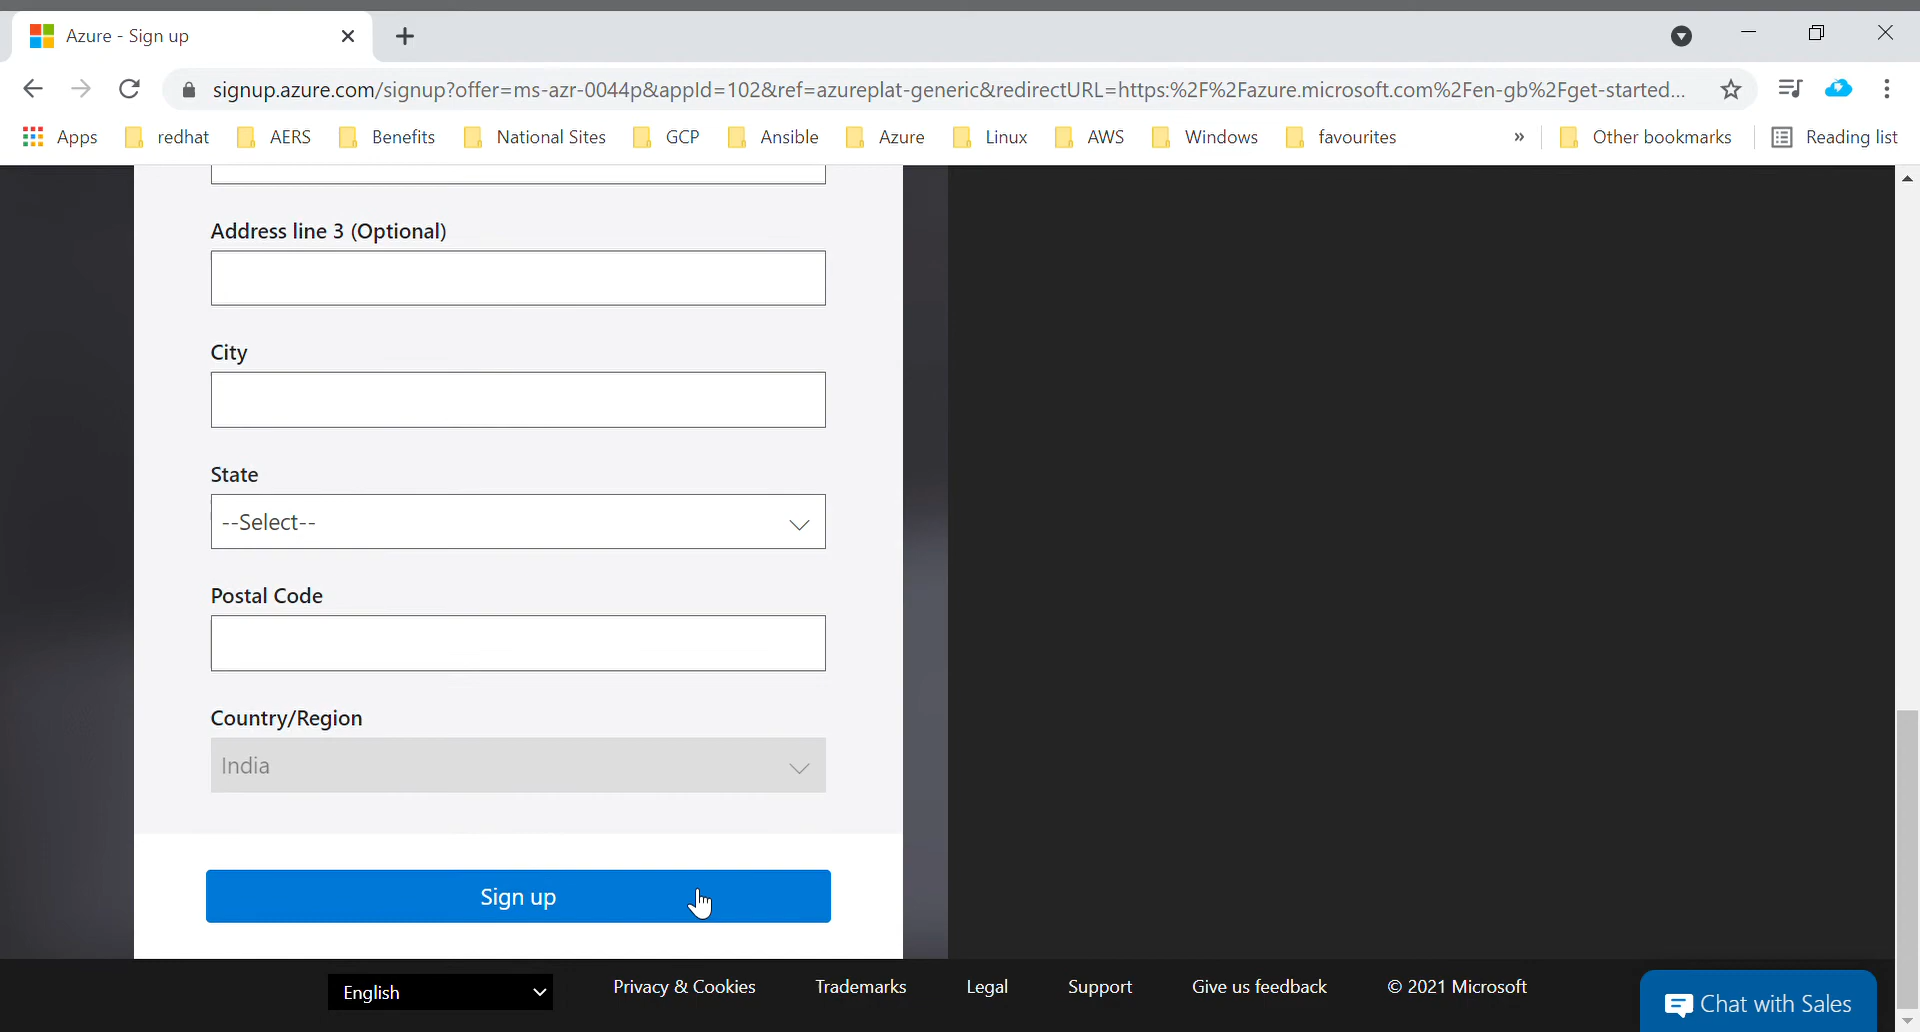 Azure - Sign up
signup.azure.com/signup?offer=ms-azr-0044p&appId=102&ref=azureplat-generic&redirectURL=https:%2F%2Fazure.microsoft.com%2Fen-gb%2Fget-started...
Apps redhat AERS Benefits National Sites GCP Ansible Azure Linux AWS Windows favourites » Other bookmarks Reading list
Address line 3 (Optional)
City
State
--Select--
Postal Code
Country/Region
India
Sign up
English Privacy & Cookies Trademarks Legal Support Give us feedback © 2021 Microsoft
Chat with Sales